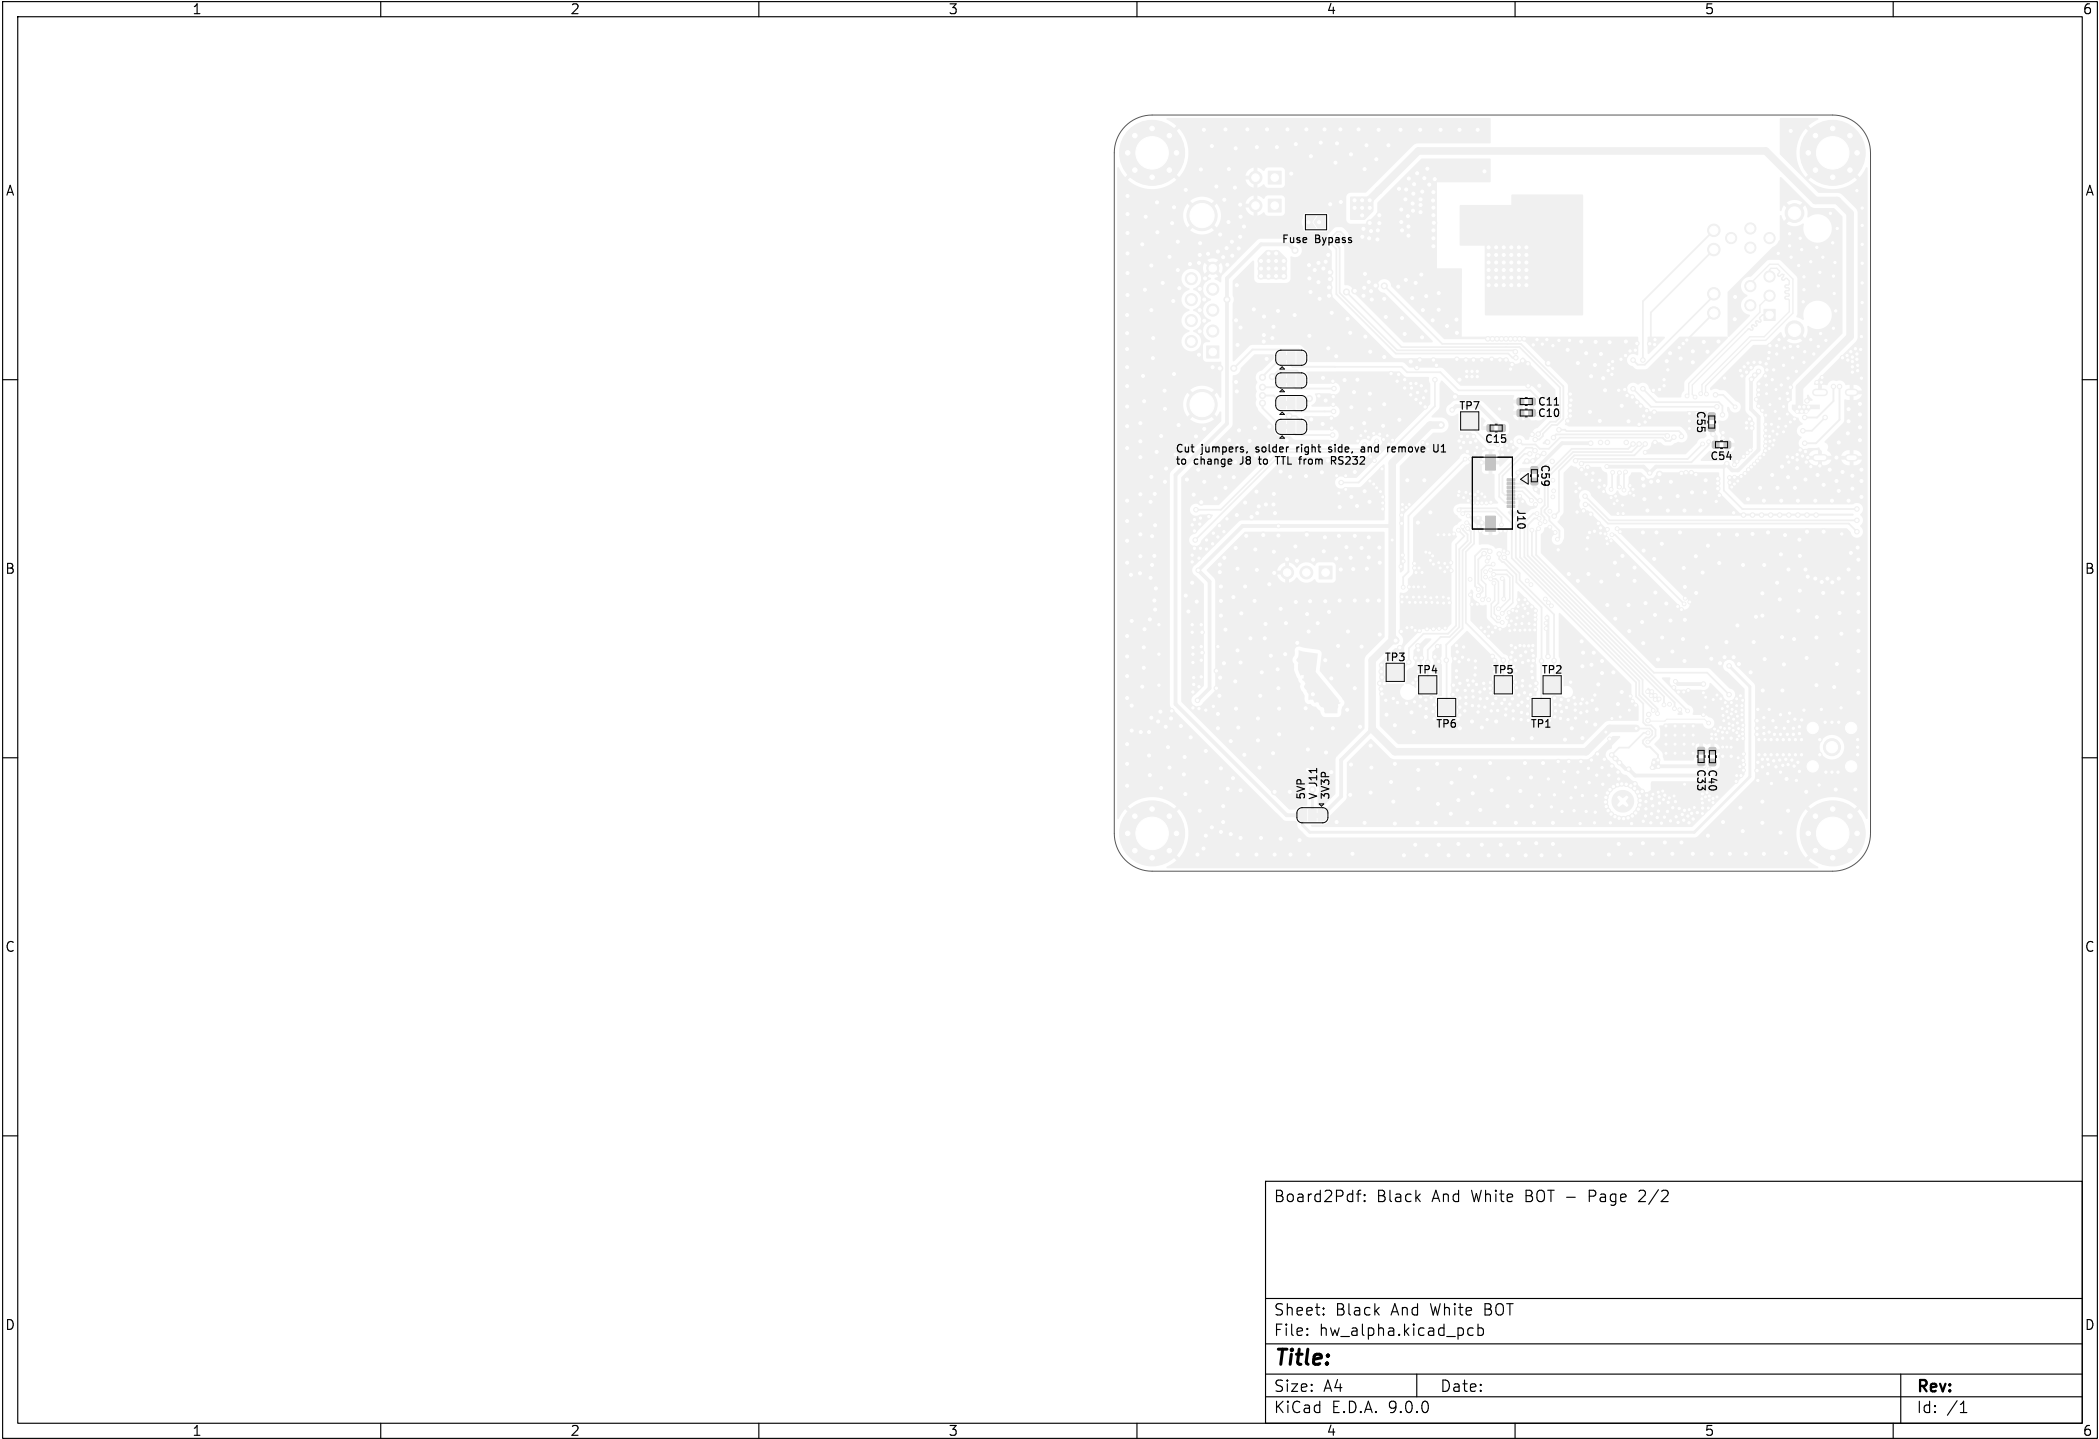 1 2 3 4 5 6
A A
Fuse Bypass
TP7
C11
C10
C15
C55
C54
Cut jumpers, solder right side, and remove U1
to change J8 to TTL from RS232
C59
J10
B B
TP3
TP4
TP5
TP2
TP6
TP1
5VP
V J11
3V3P
C33
C40
C C
Board2Pdf: Black And White BOT – Page 2/2
Sheet: Black And White BOT
File: hw_alpha.kicad_pcb
D D
Title:
Size: A4 Date: Rev:
KiCad E.D.A. 9.0.0 Id: /1
1 2 3 4 5 6